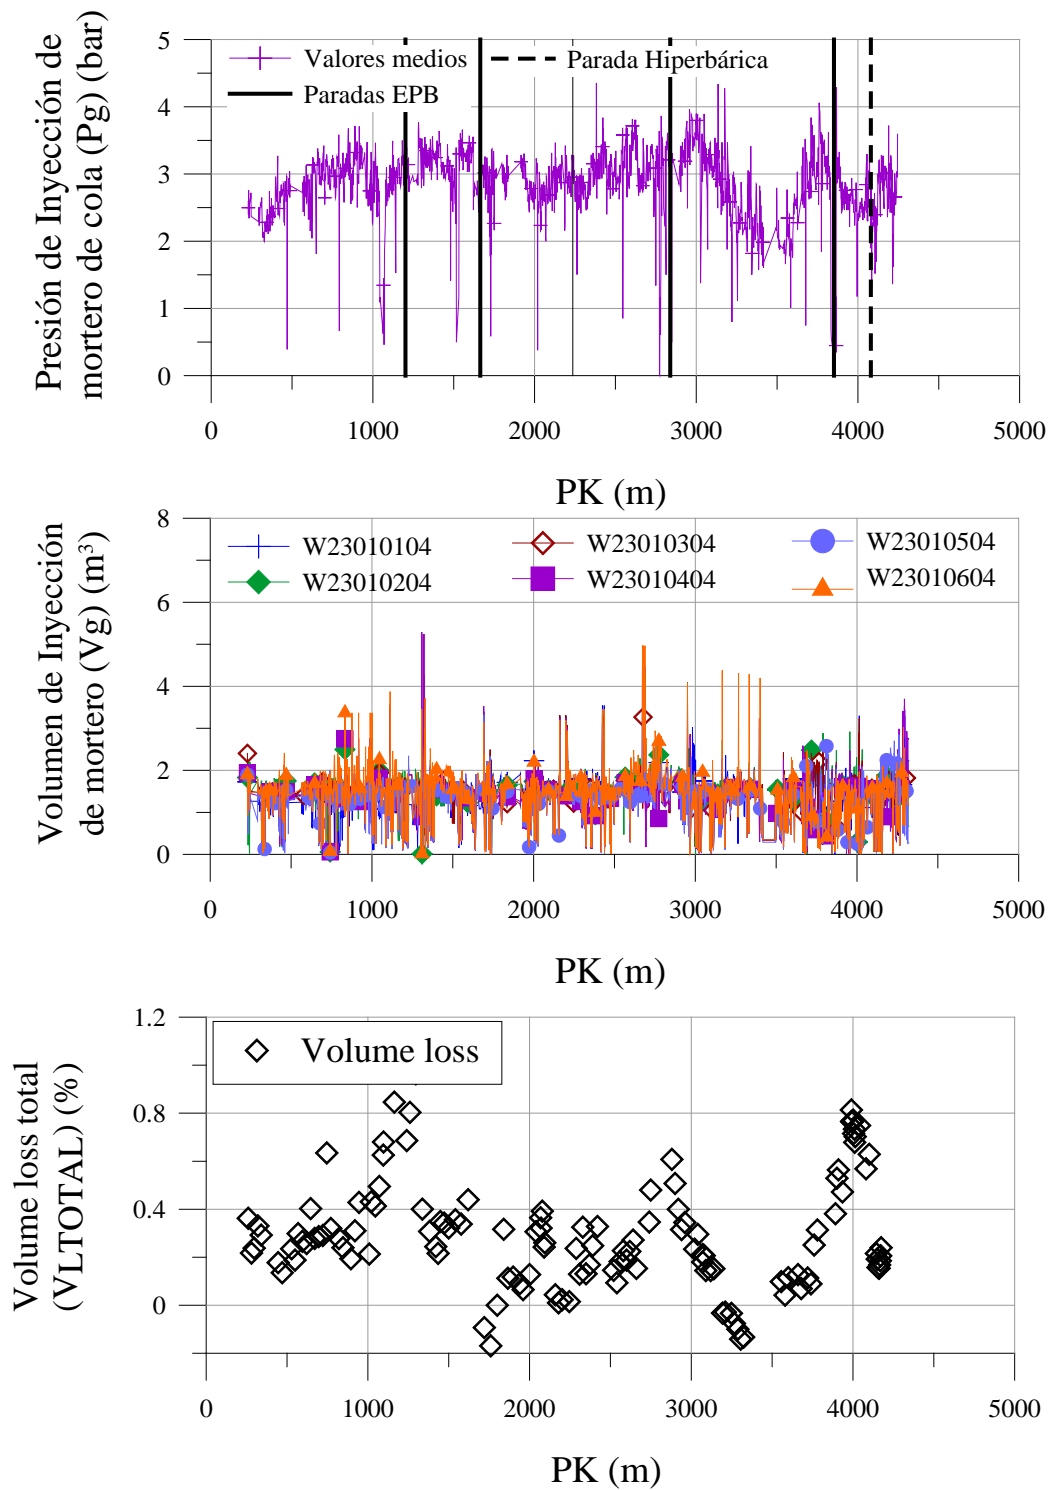 Presión de Inyección de
mortero de cola (Pg) (bar)
5
4
3
2
1
0
Valores medios
Parada Hiperbárica
Paradas EPB
0 1000 2000 3000 4000 5000
PK (m)
Volumen de Inyección
de mortero (Vg) (m³)
8
6
4
2
0
W23010104 W23010304 W23010504
W23010204 W23010404 W23010604
0 1000 2000 3000 4000 5000
PK (m)
Volume loss total
(VLTOTAL) (%)
1.2
0.8
0.4
0
Volume loss
0 1000 2000 3000 4000 5000
PK (m)